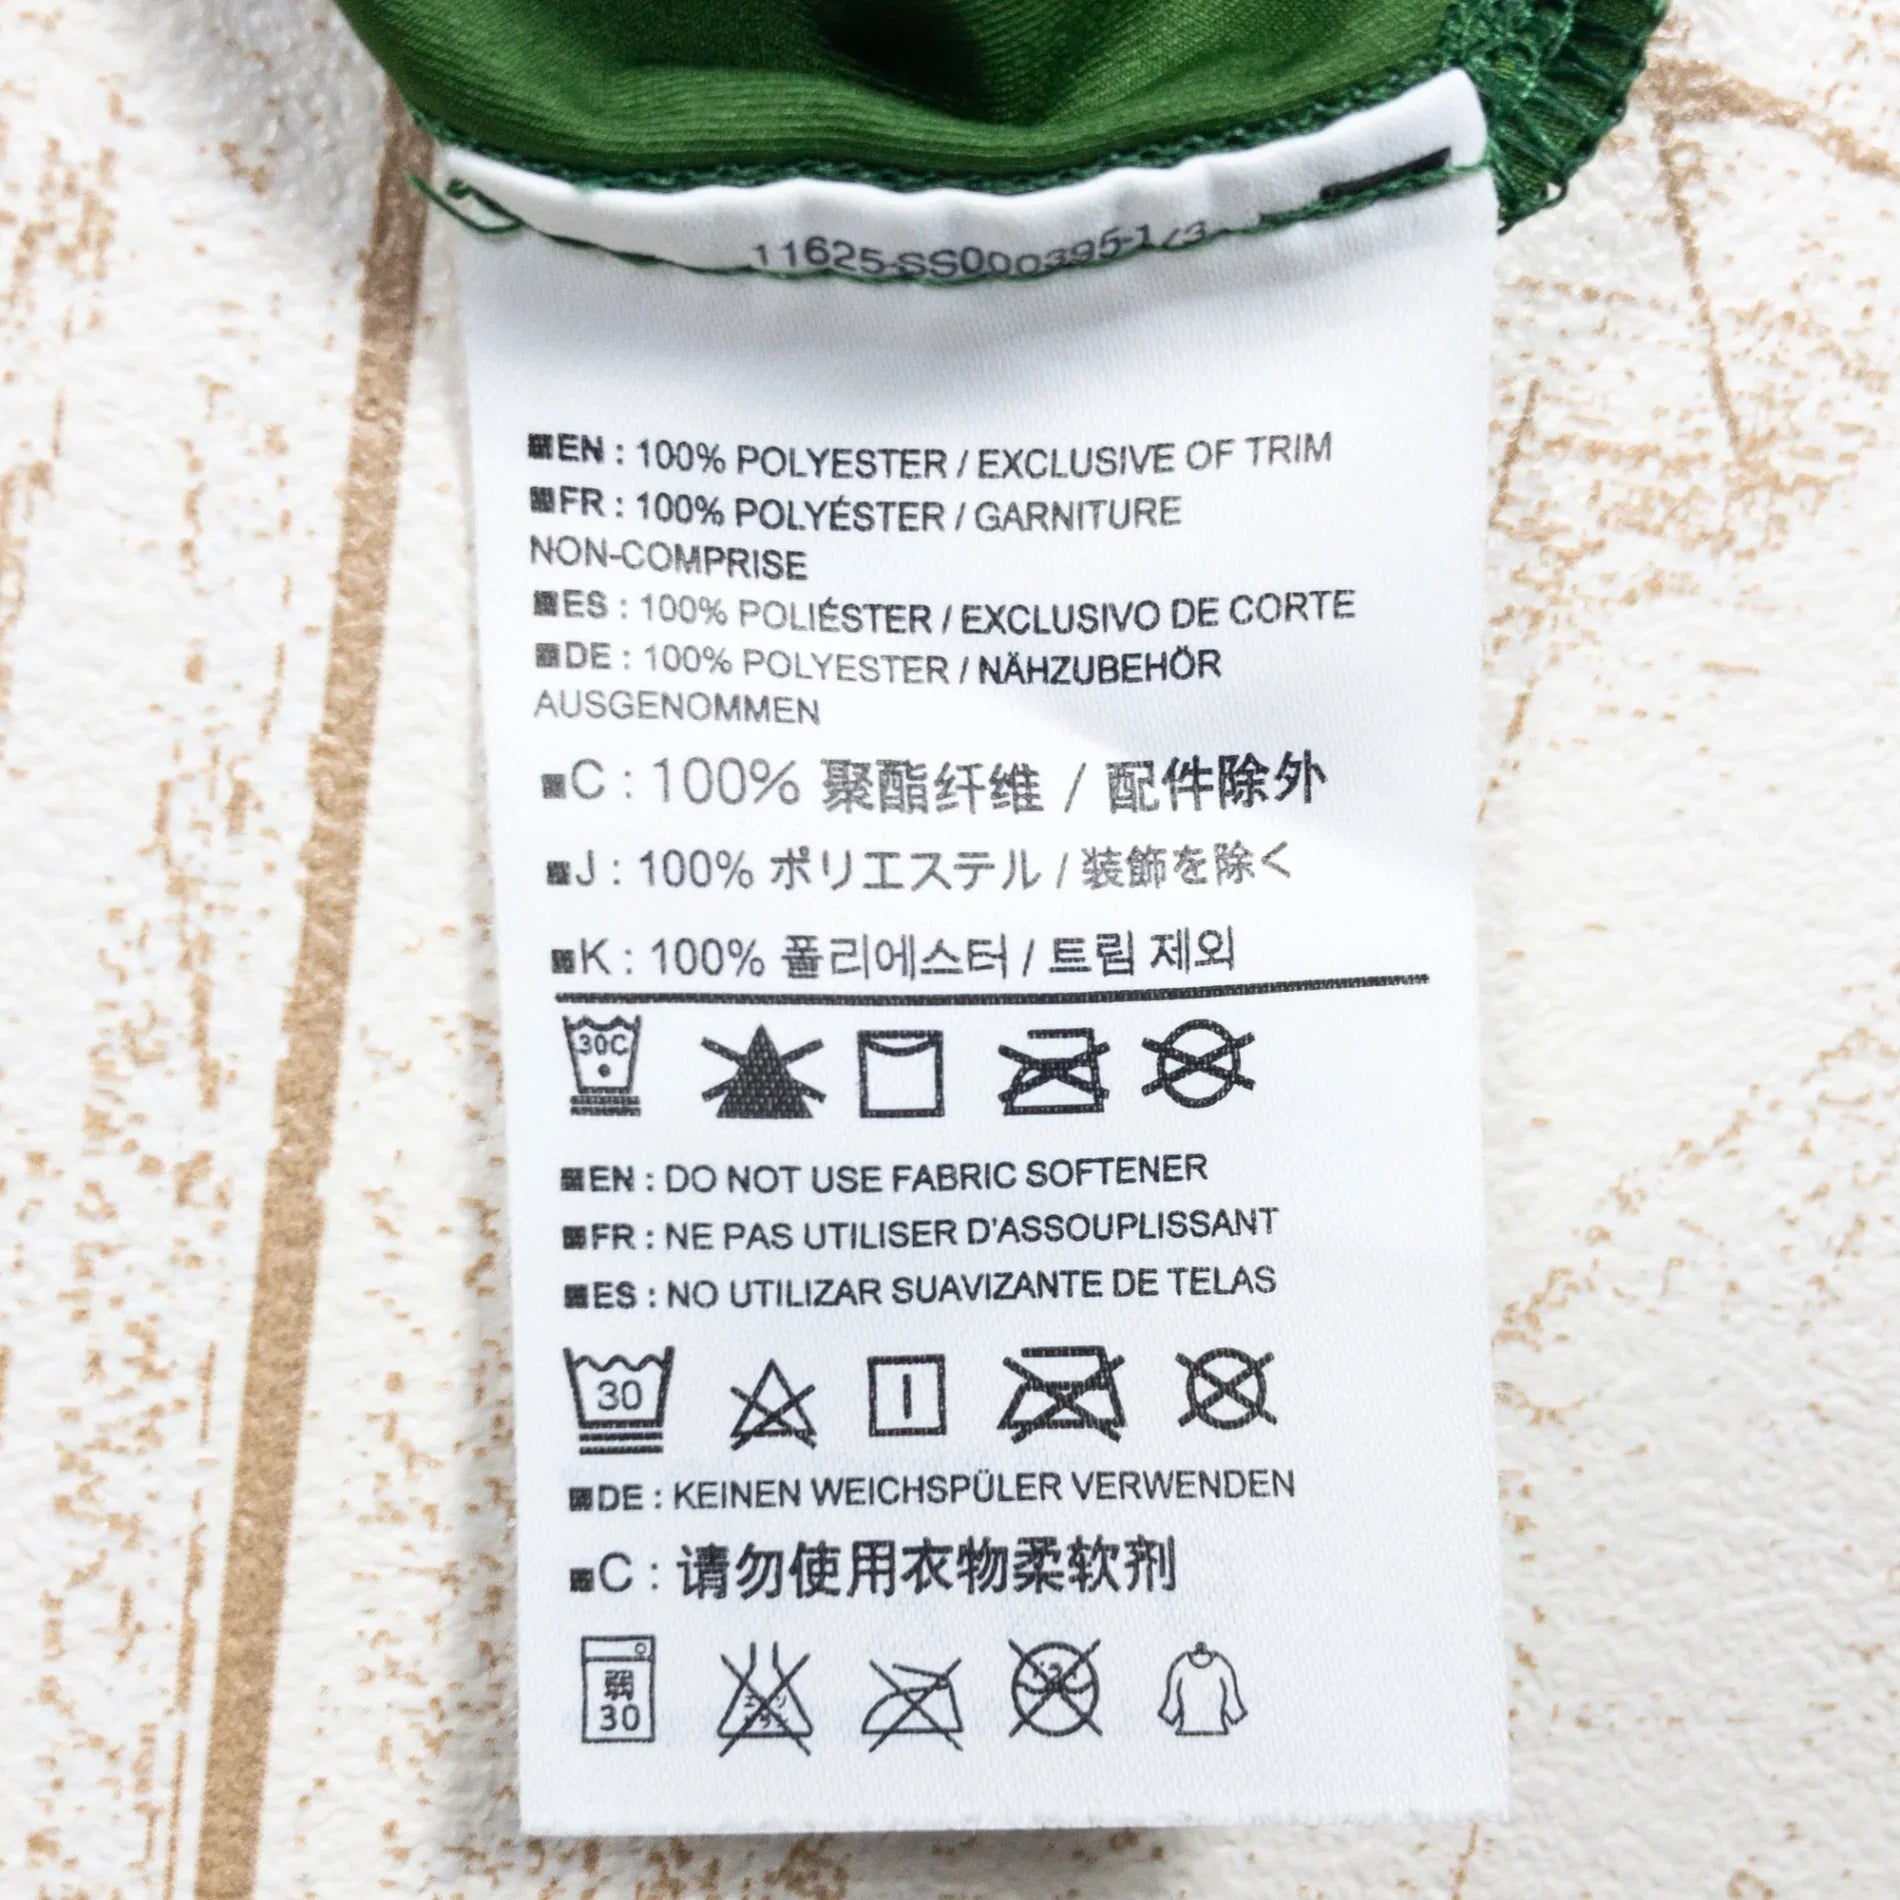 11625-SS000395-1/3
EN : 100% POLYESTER / EXCLUSIVE OF TRIM
FR : 100% POLYÉSTER / GARNITURE
NON-COMPRISE
ES : 100% POLIÉSTER / EXCLUSIVO DE CORTE
DE : 100% POLYESTER / NÄHZUBEHÖR
AUSGENOMMEN
C : 100% 聚酯纤维 / 配件除外
J : 100% ポリエステル / 装飾を除く
K : 100% 폴리에스터 / 트림 제외
30C
EN : DO NOT USE FABRIC SOFTENER
FR : NE PAS UTILISER D'ASSOUPLISSANT
ES : NO UTILIZAR SUAVIZANTE DE TELAS
30
DE : KEINEN WEICHSPÜLER VERWENDEN
C : 请勿使用衣物柔软剂
弱
30